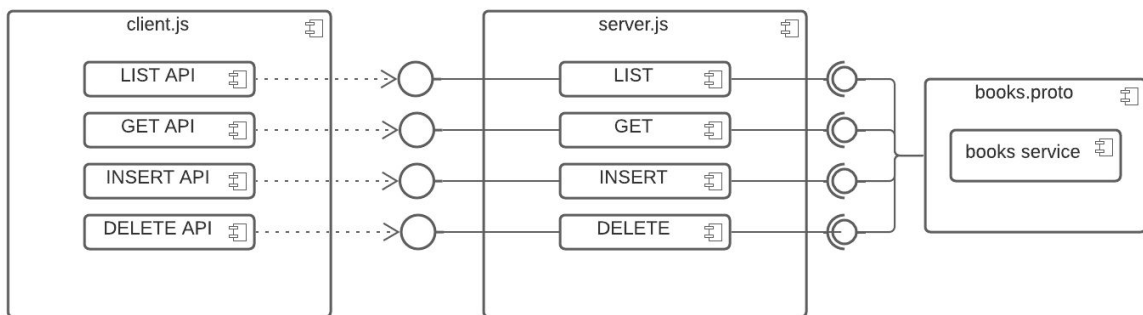 client.js
LIST API
GET API
INSERT API
DELETE API
server.js
LIST
GET
INSERT
DELETE
books.proto
books service